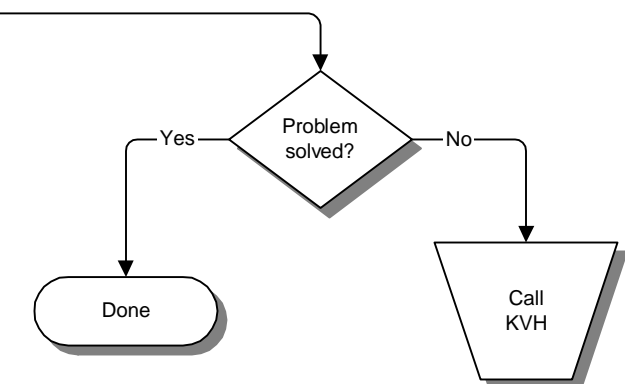 Problem
solved?
Yes
No
Done
Call
KVH